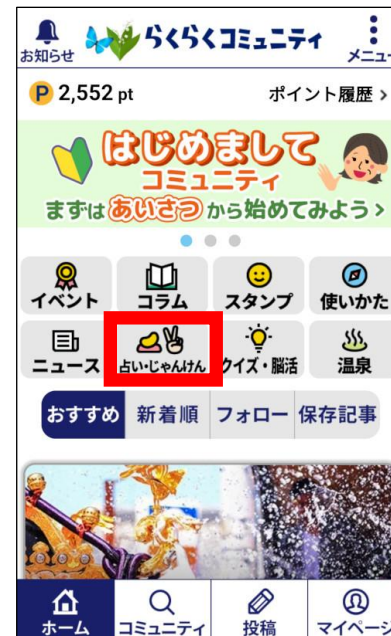 お知らせ
らくらくコミュニティ
メニュー
P 2,552 pt
ポイント履歴 >
はじめまして
コミュニティ
まずは あいさつ から始めてみよう >
イベント
コラム
スタンプ
使いかた
ニュース
占い・じゃんけん
クイズ・脳活
温泉
おすすめ
新着順
フォロー
保存記事
ホーム
コミュニティ
投稿
マイページ